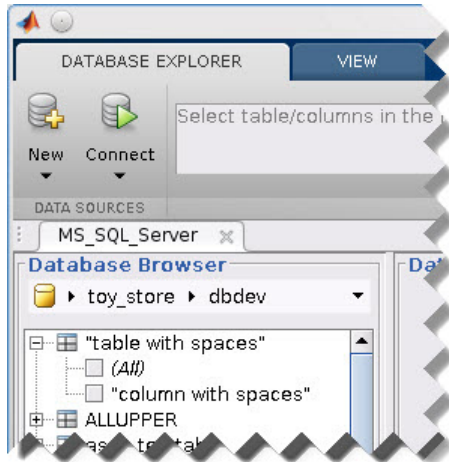 DATABASE EXPLORER
VIEW
Select table/columns in the
New
Connect
DATA SOURCES
MS_SQL_Server
Database Browser
toy_store
dbdev
"table with spaces"
(All)
"column with spaces"
ALLUPPER